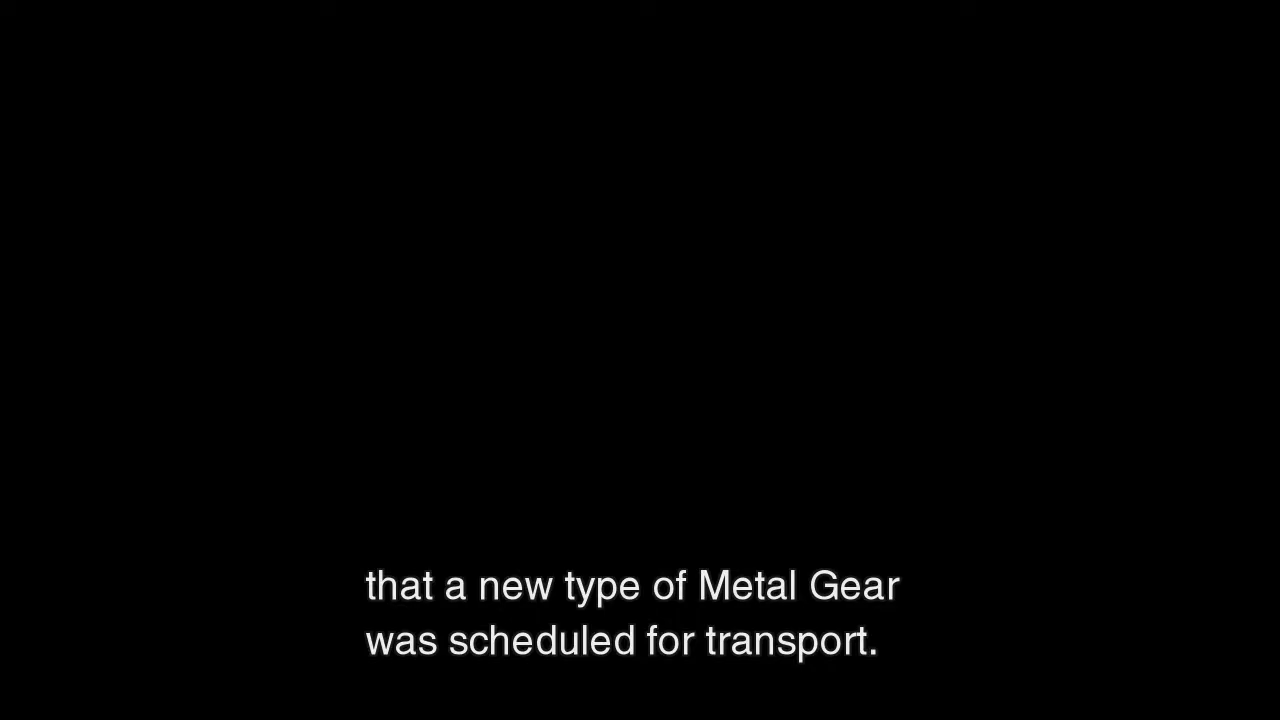 that a new type of Metal Gear
was scheduled for transport.